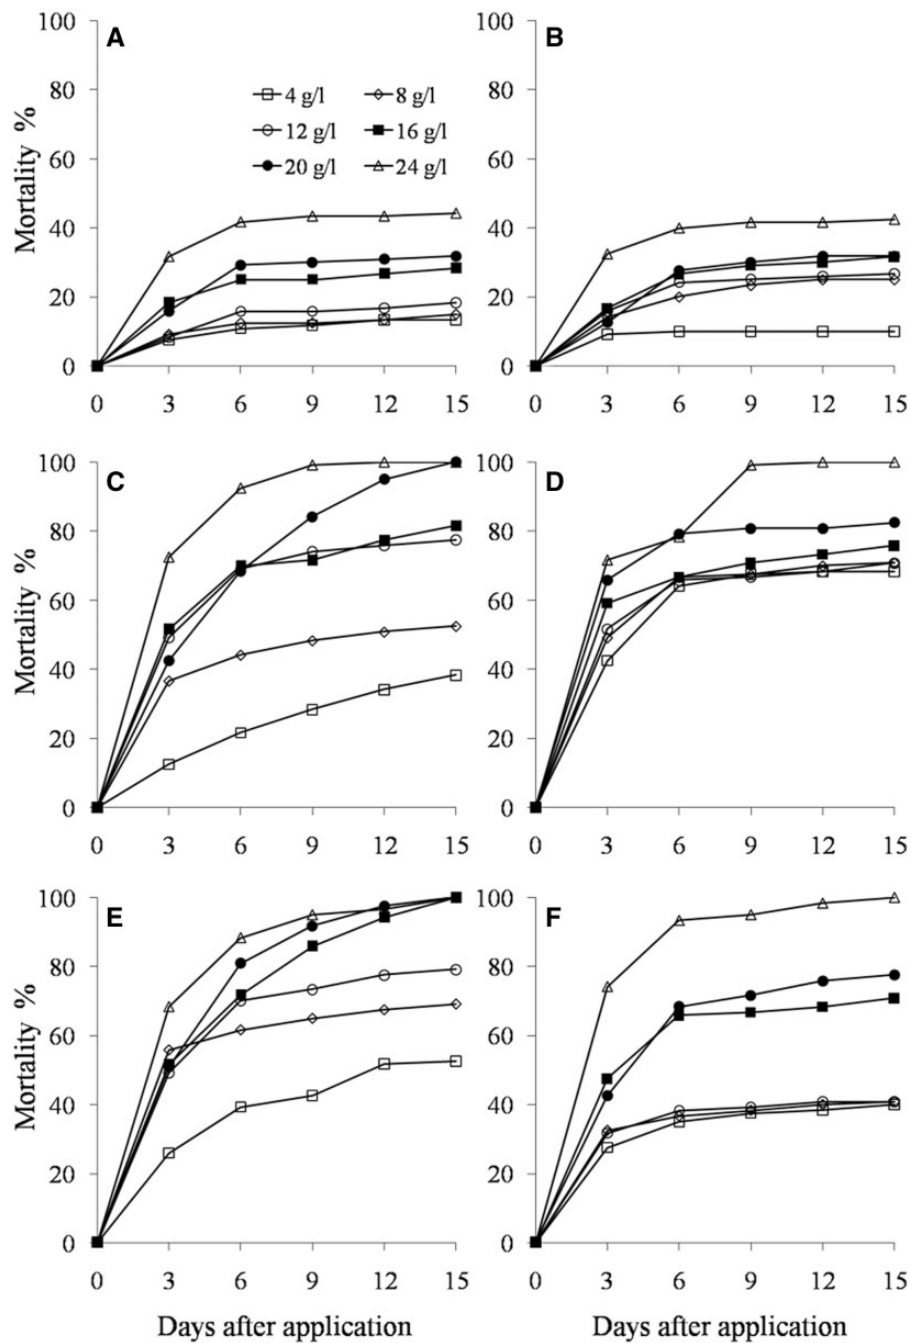 A
B
100 100
80 80
60 60
40 40
20 20
0 0
Mortality %
4 g/l 8 g/l
12 g/l 16 g/l
20 g/l 24 g/l
0 3 6 9 12 15 0 3 6 9 12 15
C
D
100 100
80 80
60 60
40 40
20 20
0 0
Mortality %
0 3 6 9 12 15 0 3 6 9 12 15
E
F
100 100
80 80
60 60
40 40
20 20
0 0
Mortality %
0 3 6 9 12 15 0 3 6 9 12 15
Days after application Days after application